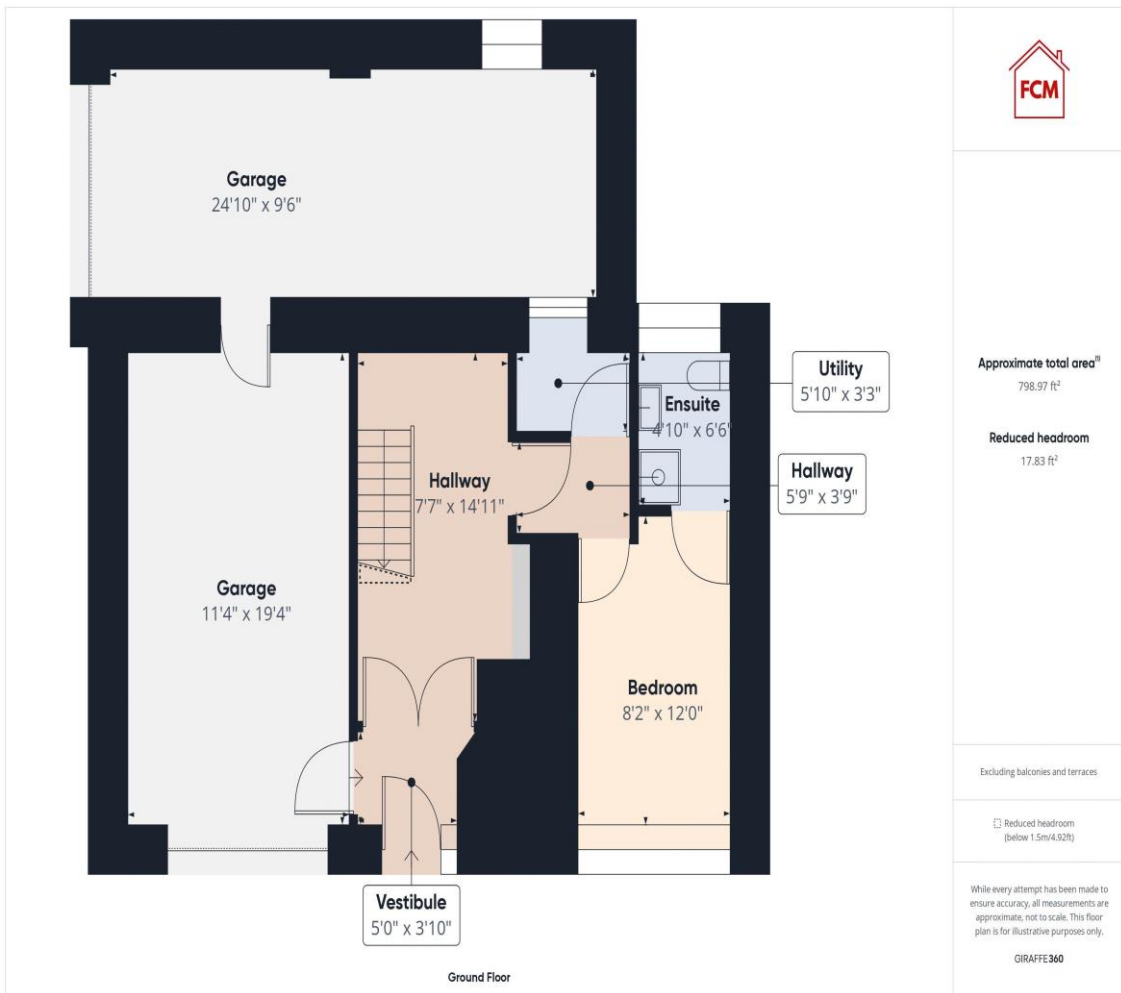 Garage
24'10" x 9'6"
Utility
5'10" x 3'3"
Ensuite
4'10" x 6'6"
Hallway
7'7" x 14'11"
Hallway
5'9" x 3'9"
Garage
11'4" x 19'4"
Bedroom
8'2" x 12'0"
Vestibule
5'0" x 3'10"
Ground Floor
FCM
Approximate total area⁽¹⁾
798.97 ft²
Reduced headroom
17.83 ft²
Excluding balconies and terraces
Reduced headroom
(below 1.5m/4.92ft)
While every attempt has been made to
ensure accuracy, all measurements are
approximate, not to scale. This floor
plan is for illustrative purposes only.
GIRAFFE360